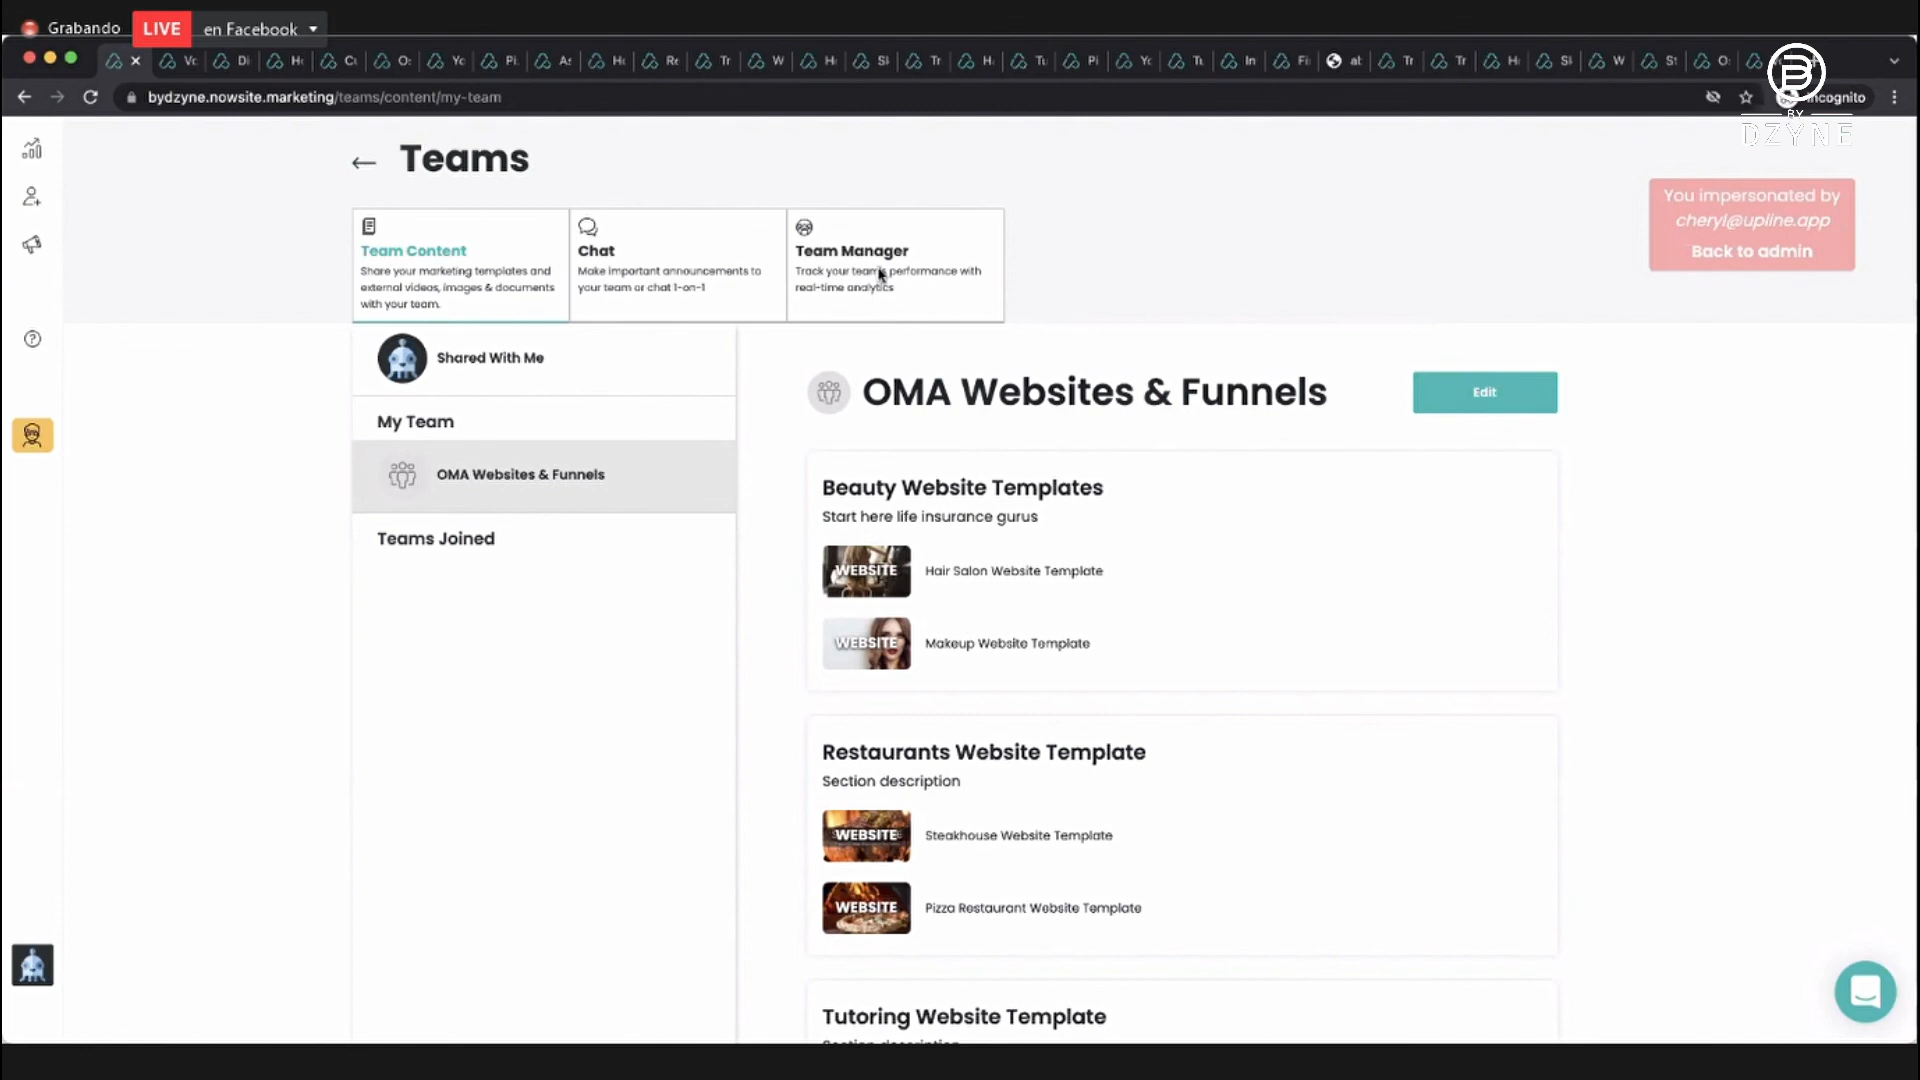 Grabando
LIVE
en Facebook
bydzyne.nowsite.marketing/teams/content/my-team
Incognito
BY
DZYNE
Teams
You impersonated by
cheryl@upline.app
Back to admin
Team Content
Share your marketing templates and
external videos, images & documents
with your team.
Chat
Make important announcements to
your team or chat 1-on-1
Team Manager
Track your team's performance with
real-time analytics
Shared With Me
My Team
OMA Websites & Funnels
Teams Joined
OMA Websites & Funnels
Edit
Beauty Website Templates
Start here life insurance gurus
WEBSITE
Hair Salon Website Template
WEBSITE
Makeup Website Template
Restaurants Website Template
Section description
WEBSITE
Steakhouse Website Template
WEBSITE
Pizza Restaurant Website Template
Tutoring Website Template